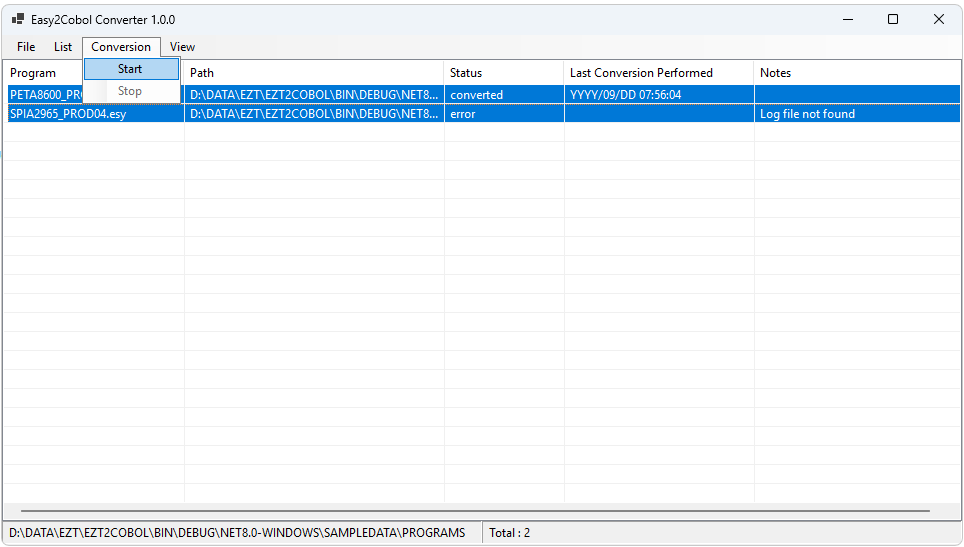 Easy2Cobol Converter 1.0.0
File List Conversion View
Start
Stop
Program Path Status Last Conversion Performed Notes
PETA8600_PR D:\DATA\EZT\EZT2COBOL\BIN\DEBUG\NET8... converted YYYY/09/DD 07:56:04
SPIA2965_PROD04.esy D:\DATA\EZT\EZT2COBOL\BIN\DEBUG\NET8... error Log file not found
D:\DATA\EZT\EZT2COBOL\BIN\DEBUG\NET8.0-WINDOWS\SAMPLEDATA\PROGRAMS Total : 2